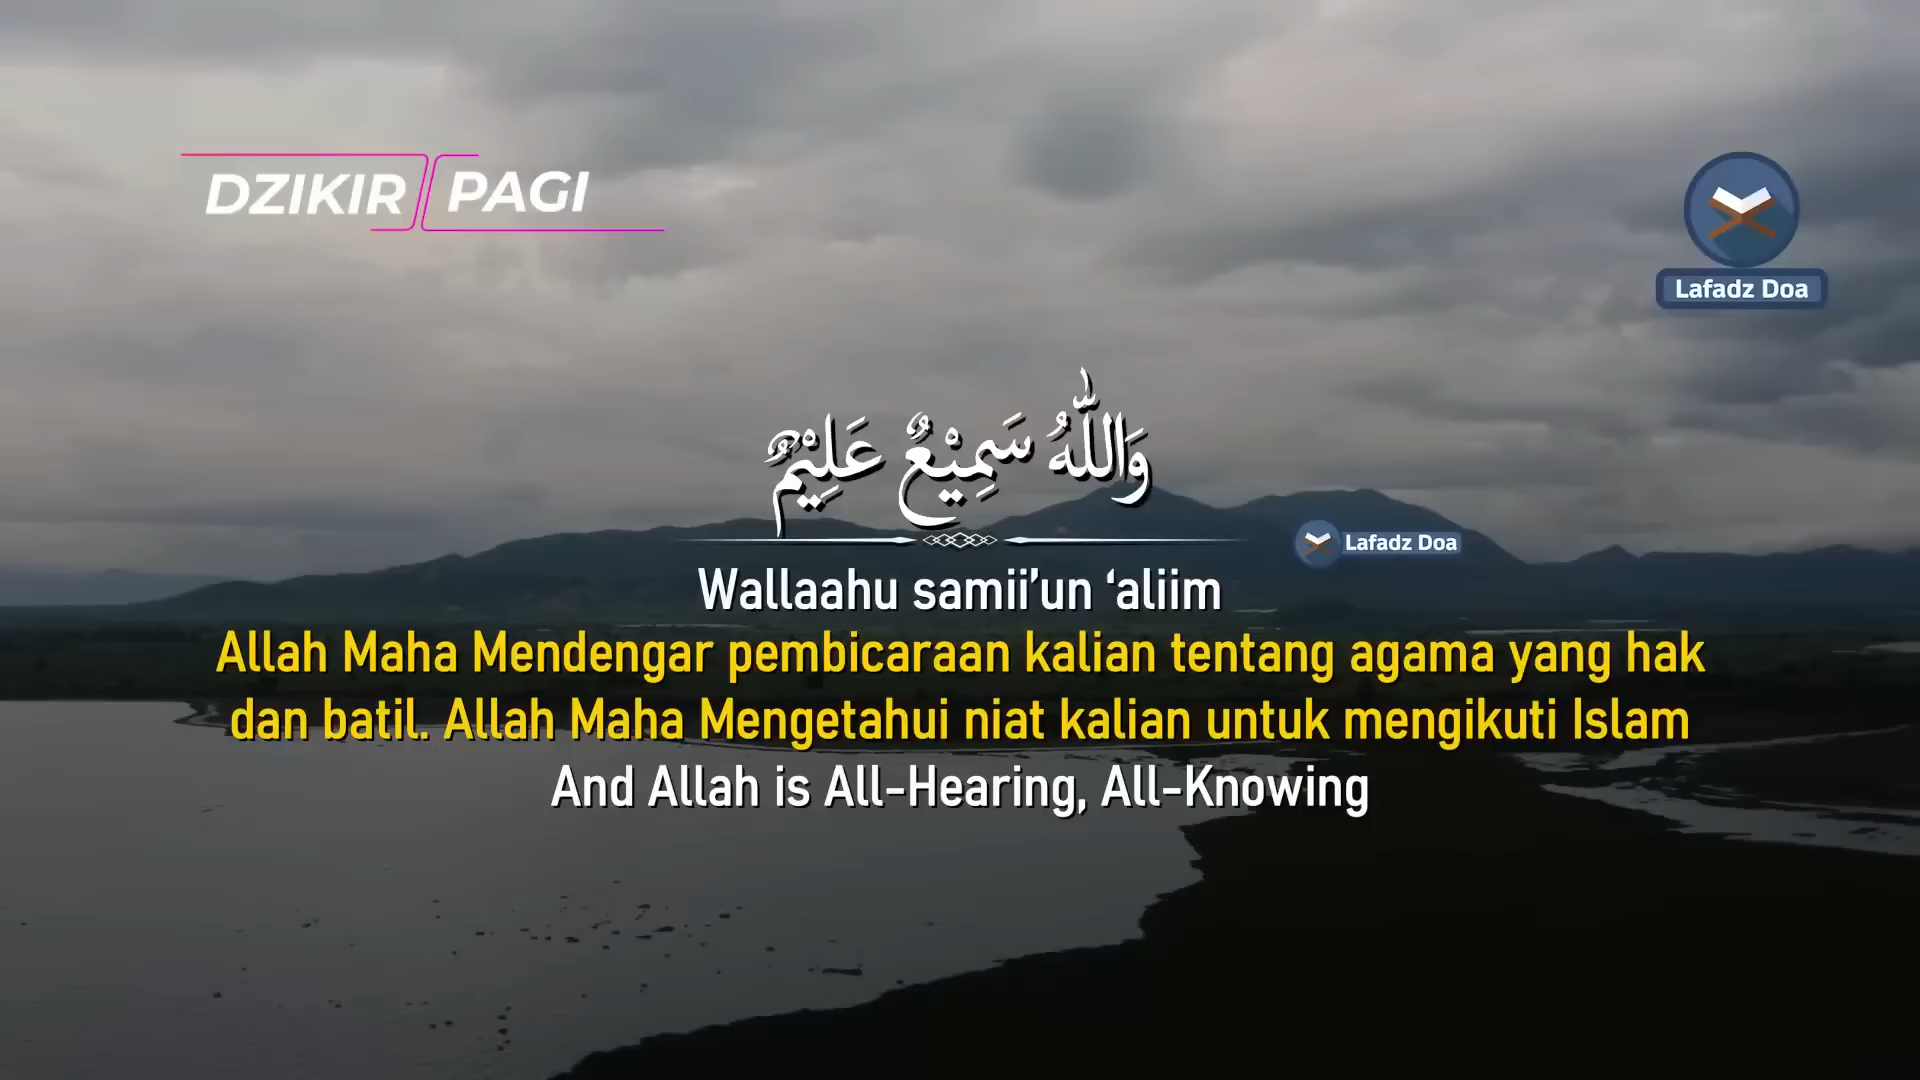 DZIKIR PAGI
Lafadz Doa
وَاللّٰهُ سَمِيْعٌ عَلِيْمٌ
Lafadz Doa
Wallaahu samii’un ‘aliim
Allah Maha Mendengar pembicaraan kalian tentang agama yang hak
dan batil. Allah Maha Mengetahui niat kalian untuk mengikuti Islam
And Allah is All-Hearing, All-Knowing